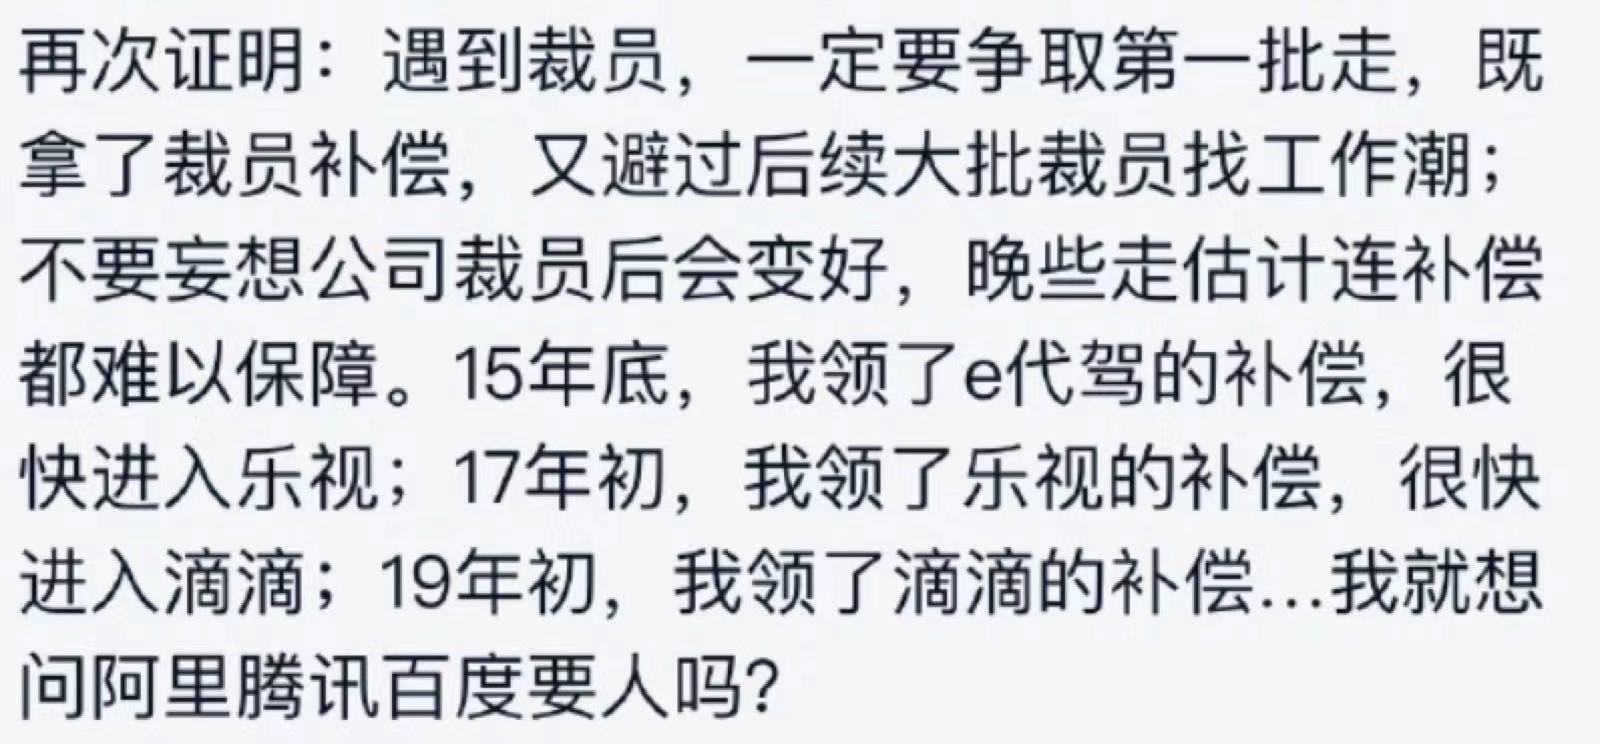 再次证明：遇到裁员，一定要争取第一批走，既
拿了裁员补偿，又避过后续大批裁员找工作潮；
不要妄想公司裁员后会变好，晚些走估计连补偿
都难以保障。15年底，我领了e代驾的补偿，很
快进入乐视；17年初，我领了乐视的补偿，很快
进入滴滴；19年初，我领了滴滴的补偿...我就想
问阿里腾讯百度要人吗？